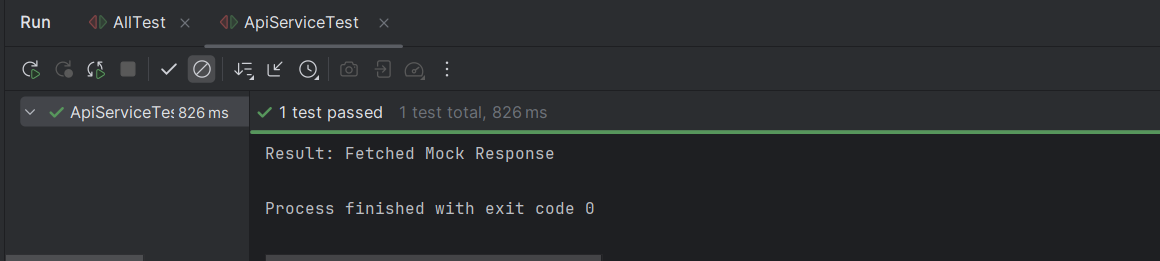 Run AllTest ApiServiceTest
ApiServiceTes 826 ms
1 test passed 1 test total, 826 ms
Result: Fetched Mock Response
Process finished with exit code 0